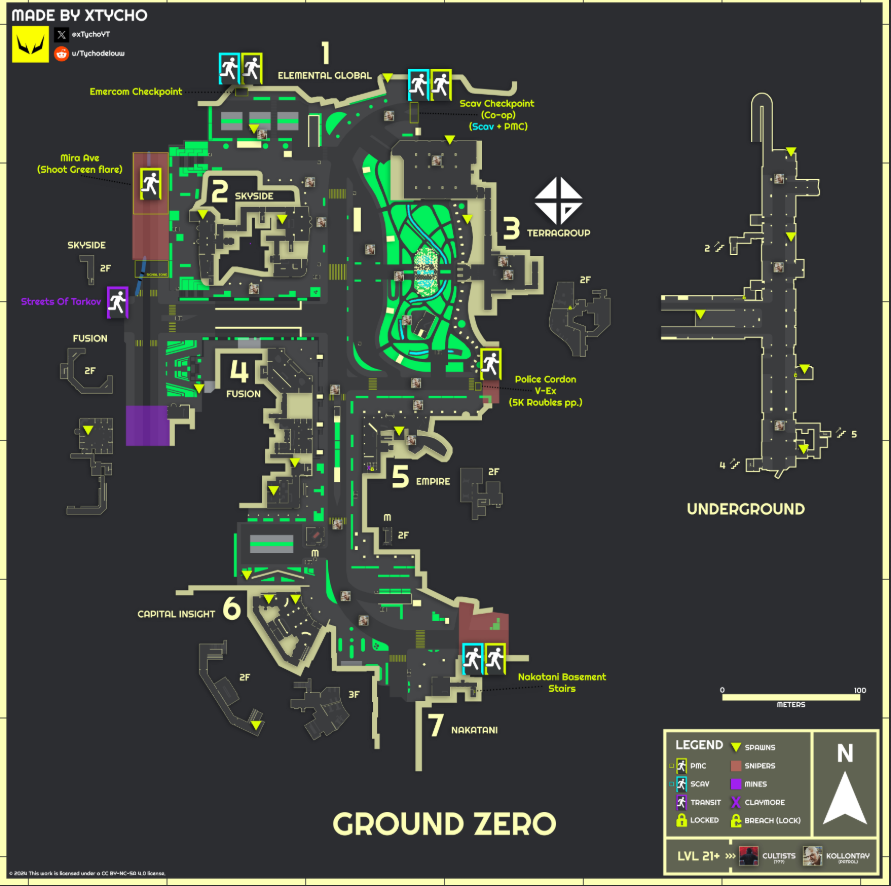 MADE BY XTYCHO
@xTychoYT
u/Tychodelouw
1
ELEMENTAL GLOBAL
Emercom Checkpoint
Scav Checkpoint
(Co-op)
(Scav + PMC)
Mira Ave
(Shoot Green flare)
2 SKYSIDE
3
TERRAGROUP
SKYSIDE
2F
2
2F
Streets Of Tarkov
FUSION
2F
4
FUSION
Police Cordon
V-Ex
(5K Roubles pp.)
5
4
5 EMPIRE
2F
UNDERGROUND
M
2F
M
CAPITAL INSIGHT 6
2F
3F
Nakatani Basement
Stairs
0
100
METERS
7 NAKATANI
LEGEND
SPAWNS
PMC
SNIPERS
SCAV
MINES
TRANSIT
CLAYMORE
LOCKED
BREACH (LOCK)
N
GROUND ZERO
LVL 21+ >>>
CULTISTS
(???)
KOLLONTAY
(PATROL)
© 2024 This work is licensed under a CC BY-NC-SA 4.0 license.